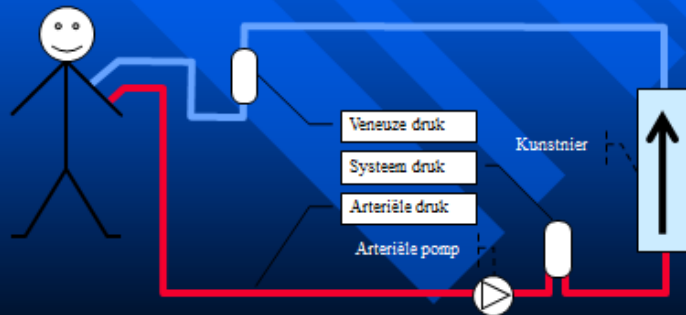 Veneuze druk
Systeem druk
Kunstnier
Arteriële druk
Arteriële pomp